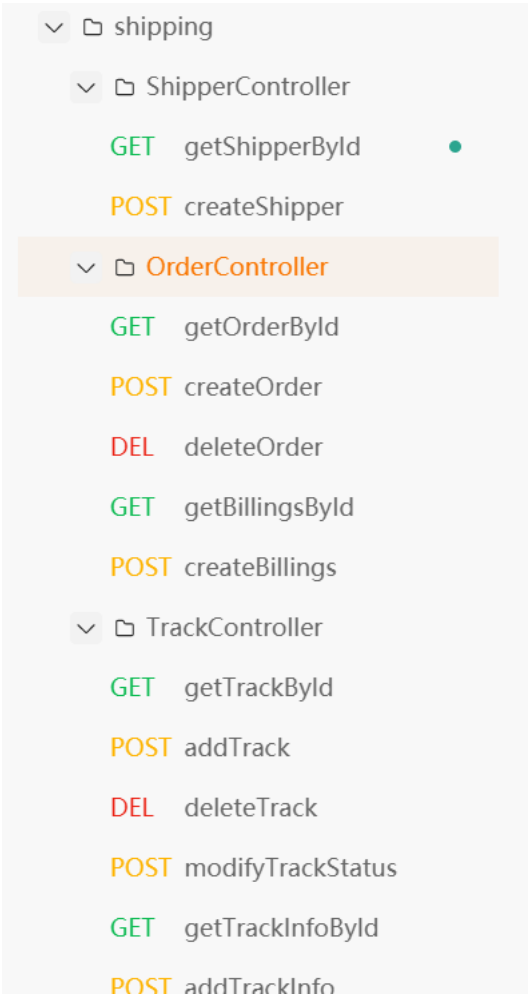 shipping
ShipperController
GET getShipperById
POST createShipper
OrderController
GET getOrderById
POST createOrder
DEL deleteOrder
GET getBillingsById
POST createBillings
TrackController
GET getTrackById
POST addTrack
DEL deleteTrack
POST modifyTrackStatus
GET getTrackInfoById
POST addTrackInfo